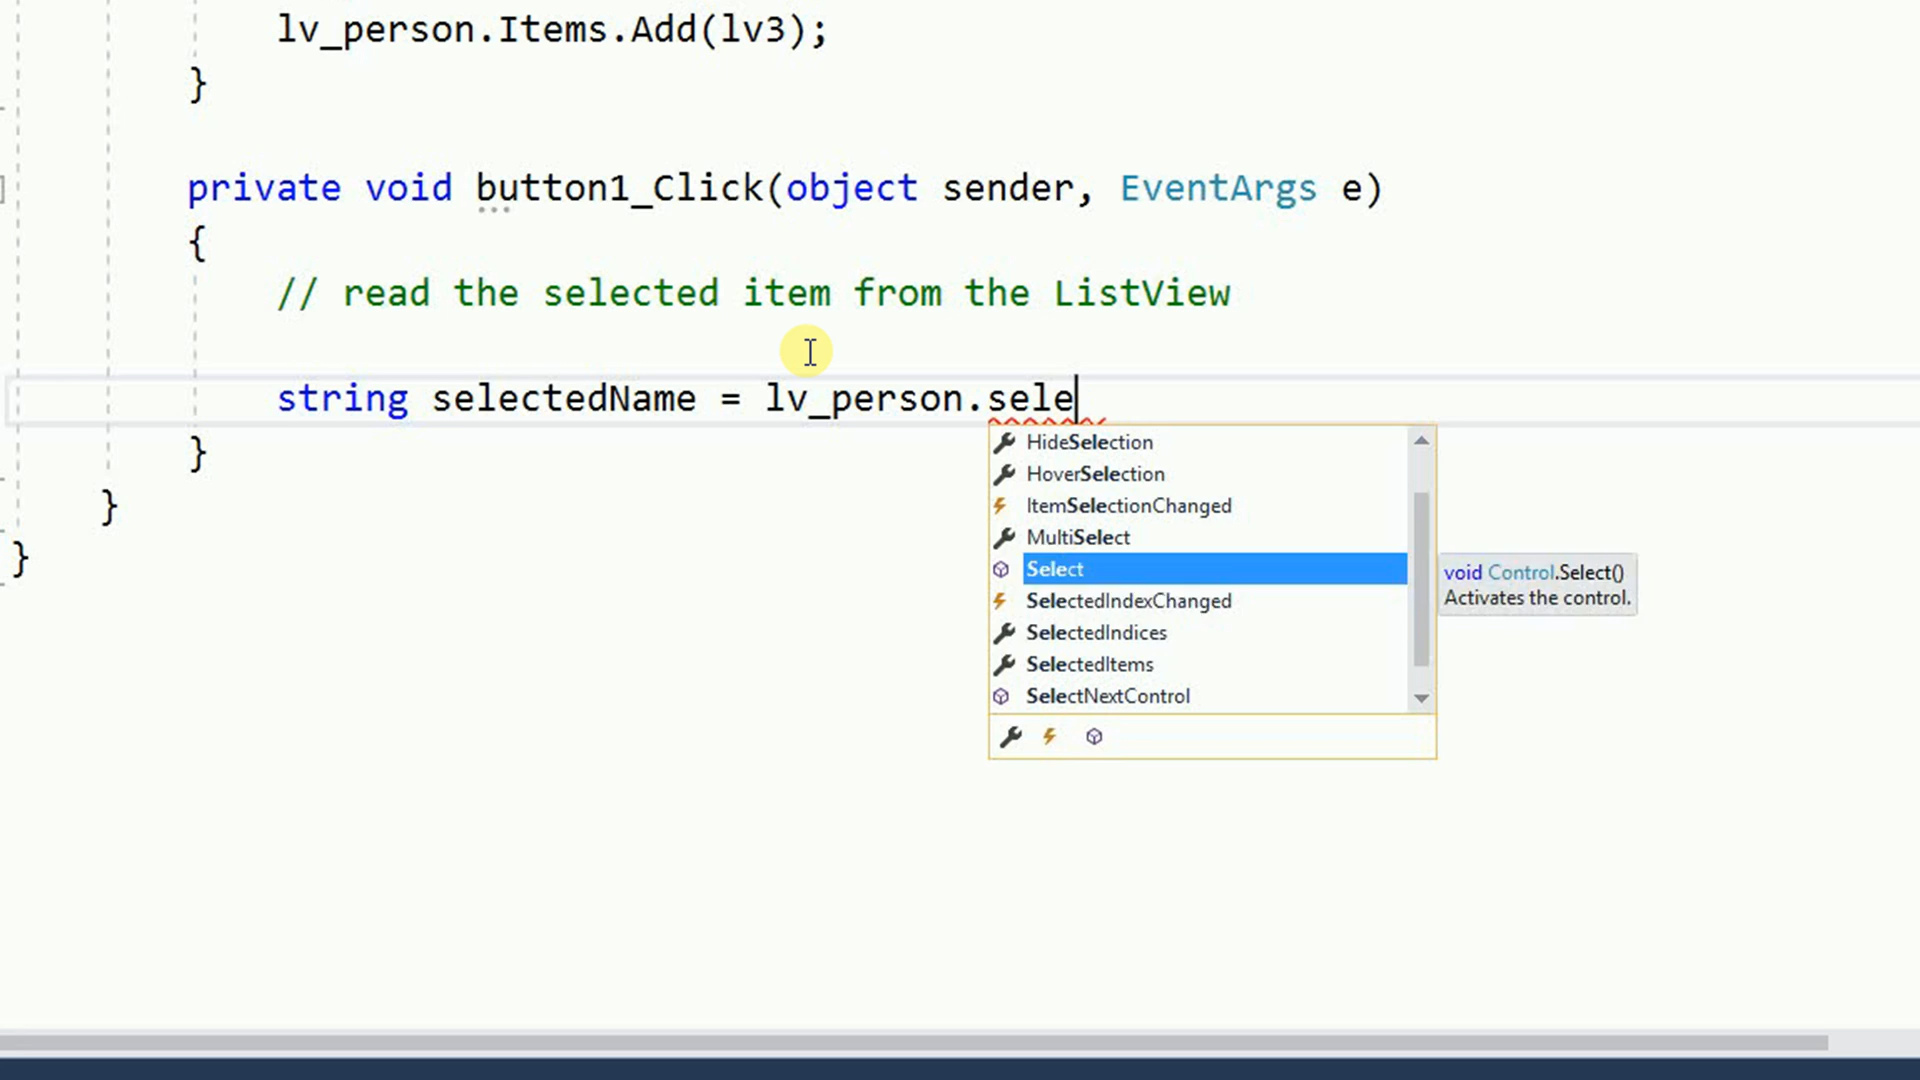 lv_person.Items.Add(lv3);
}
private void button1_Click(object sender, EventArgs e)
{
// read the selected item from the ListView
string selectedName = lv_person.sele
}
}
}
HideSelection
HoverSelection
ItemSelectionChanged
MultiSelect
Select
SelectedIndexChanged
SelectedIndices
SelectedItems
SelectNextControl
void Control.Select()
Activates the control.